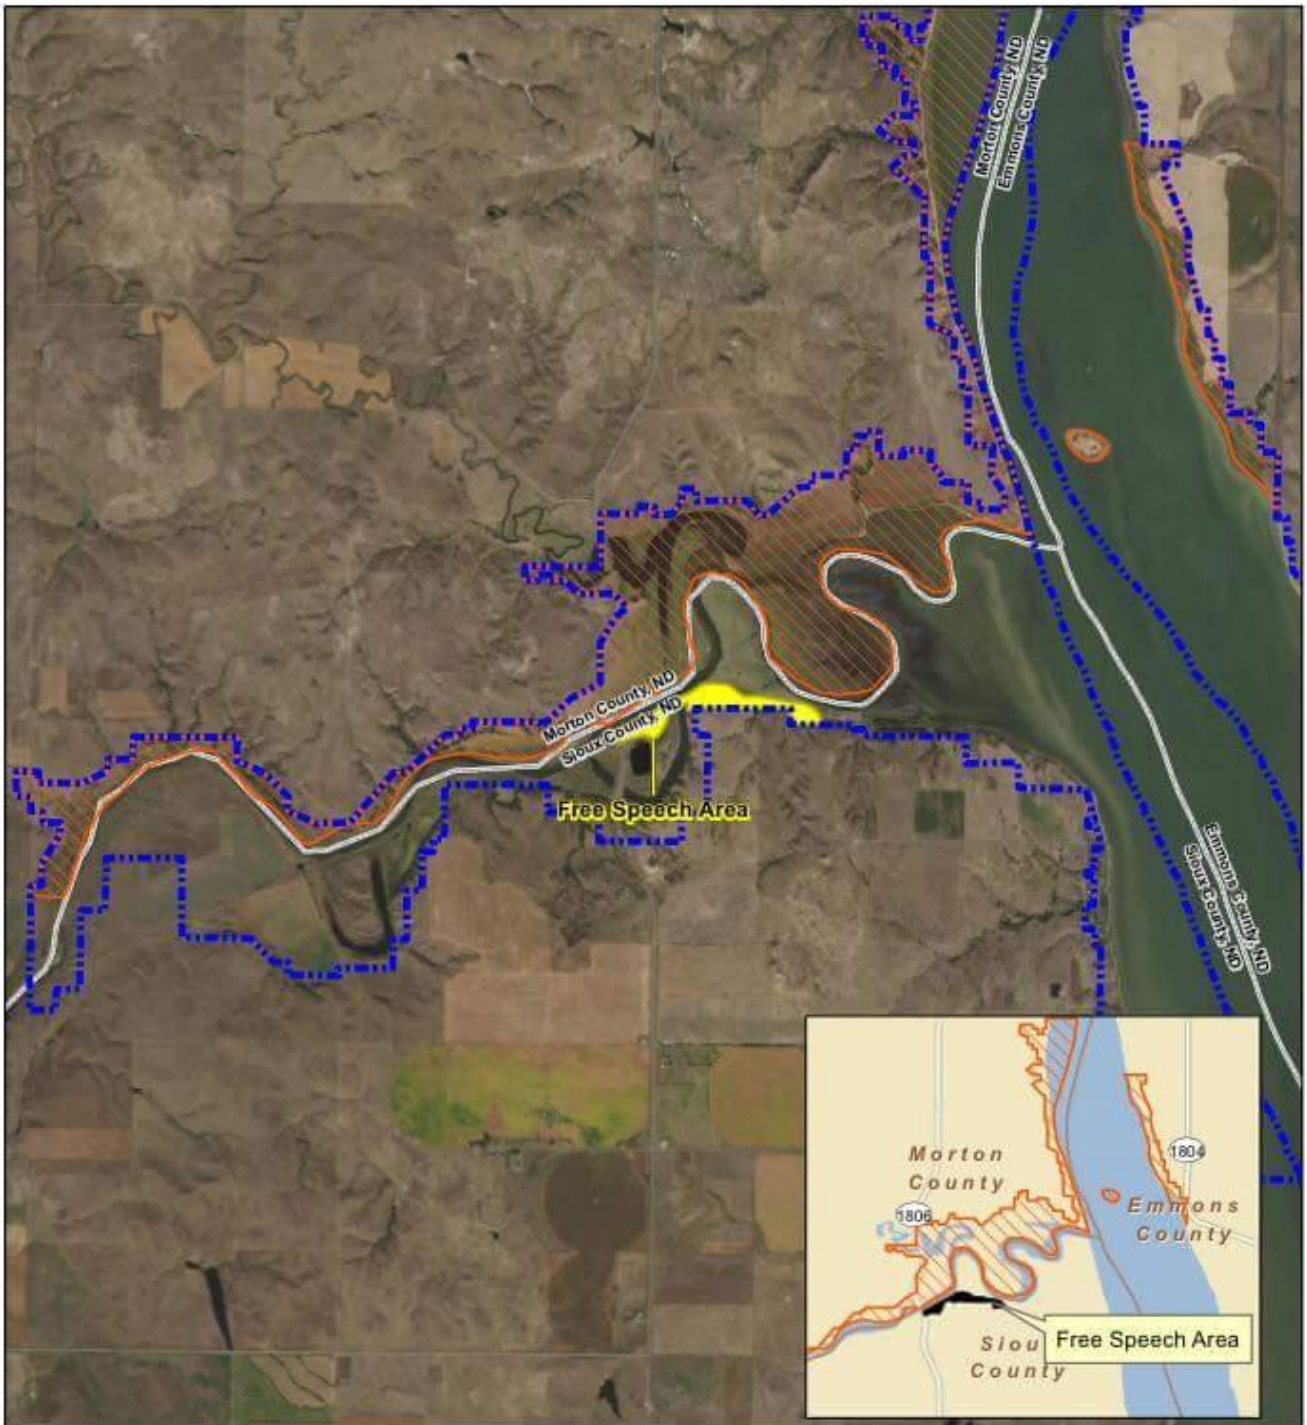 Morton County, ND
Emmons County, ND
Morton County, ND
Sioux County, ND
Free Speech Area
Emmons County, ND
Sioux County, ND
Morton
County
1804
1806
Emmons
County
Siou
County
Free Speech Area